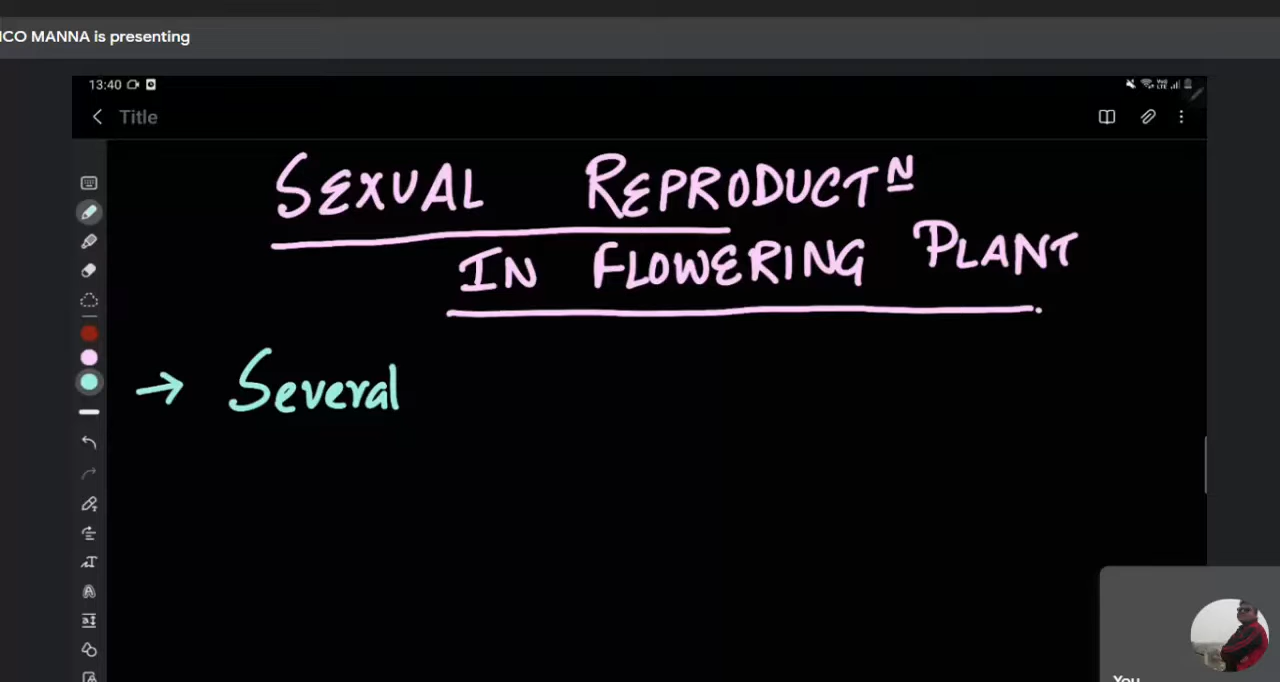 ICO MANNA is presenting
13:40
Title
SEXUAL REPRODUCTᴺ
IN FLOWERING PLANT
→ Several
You